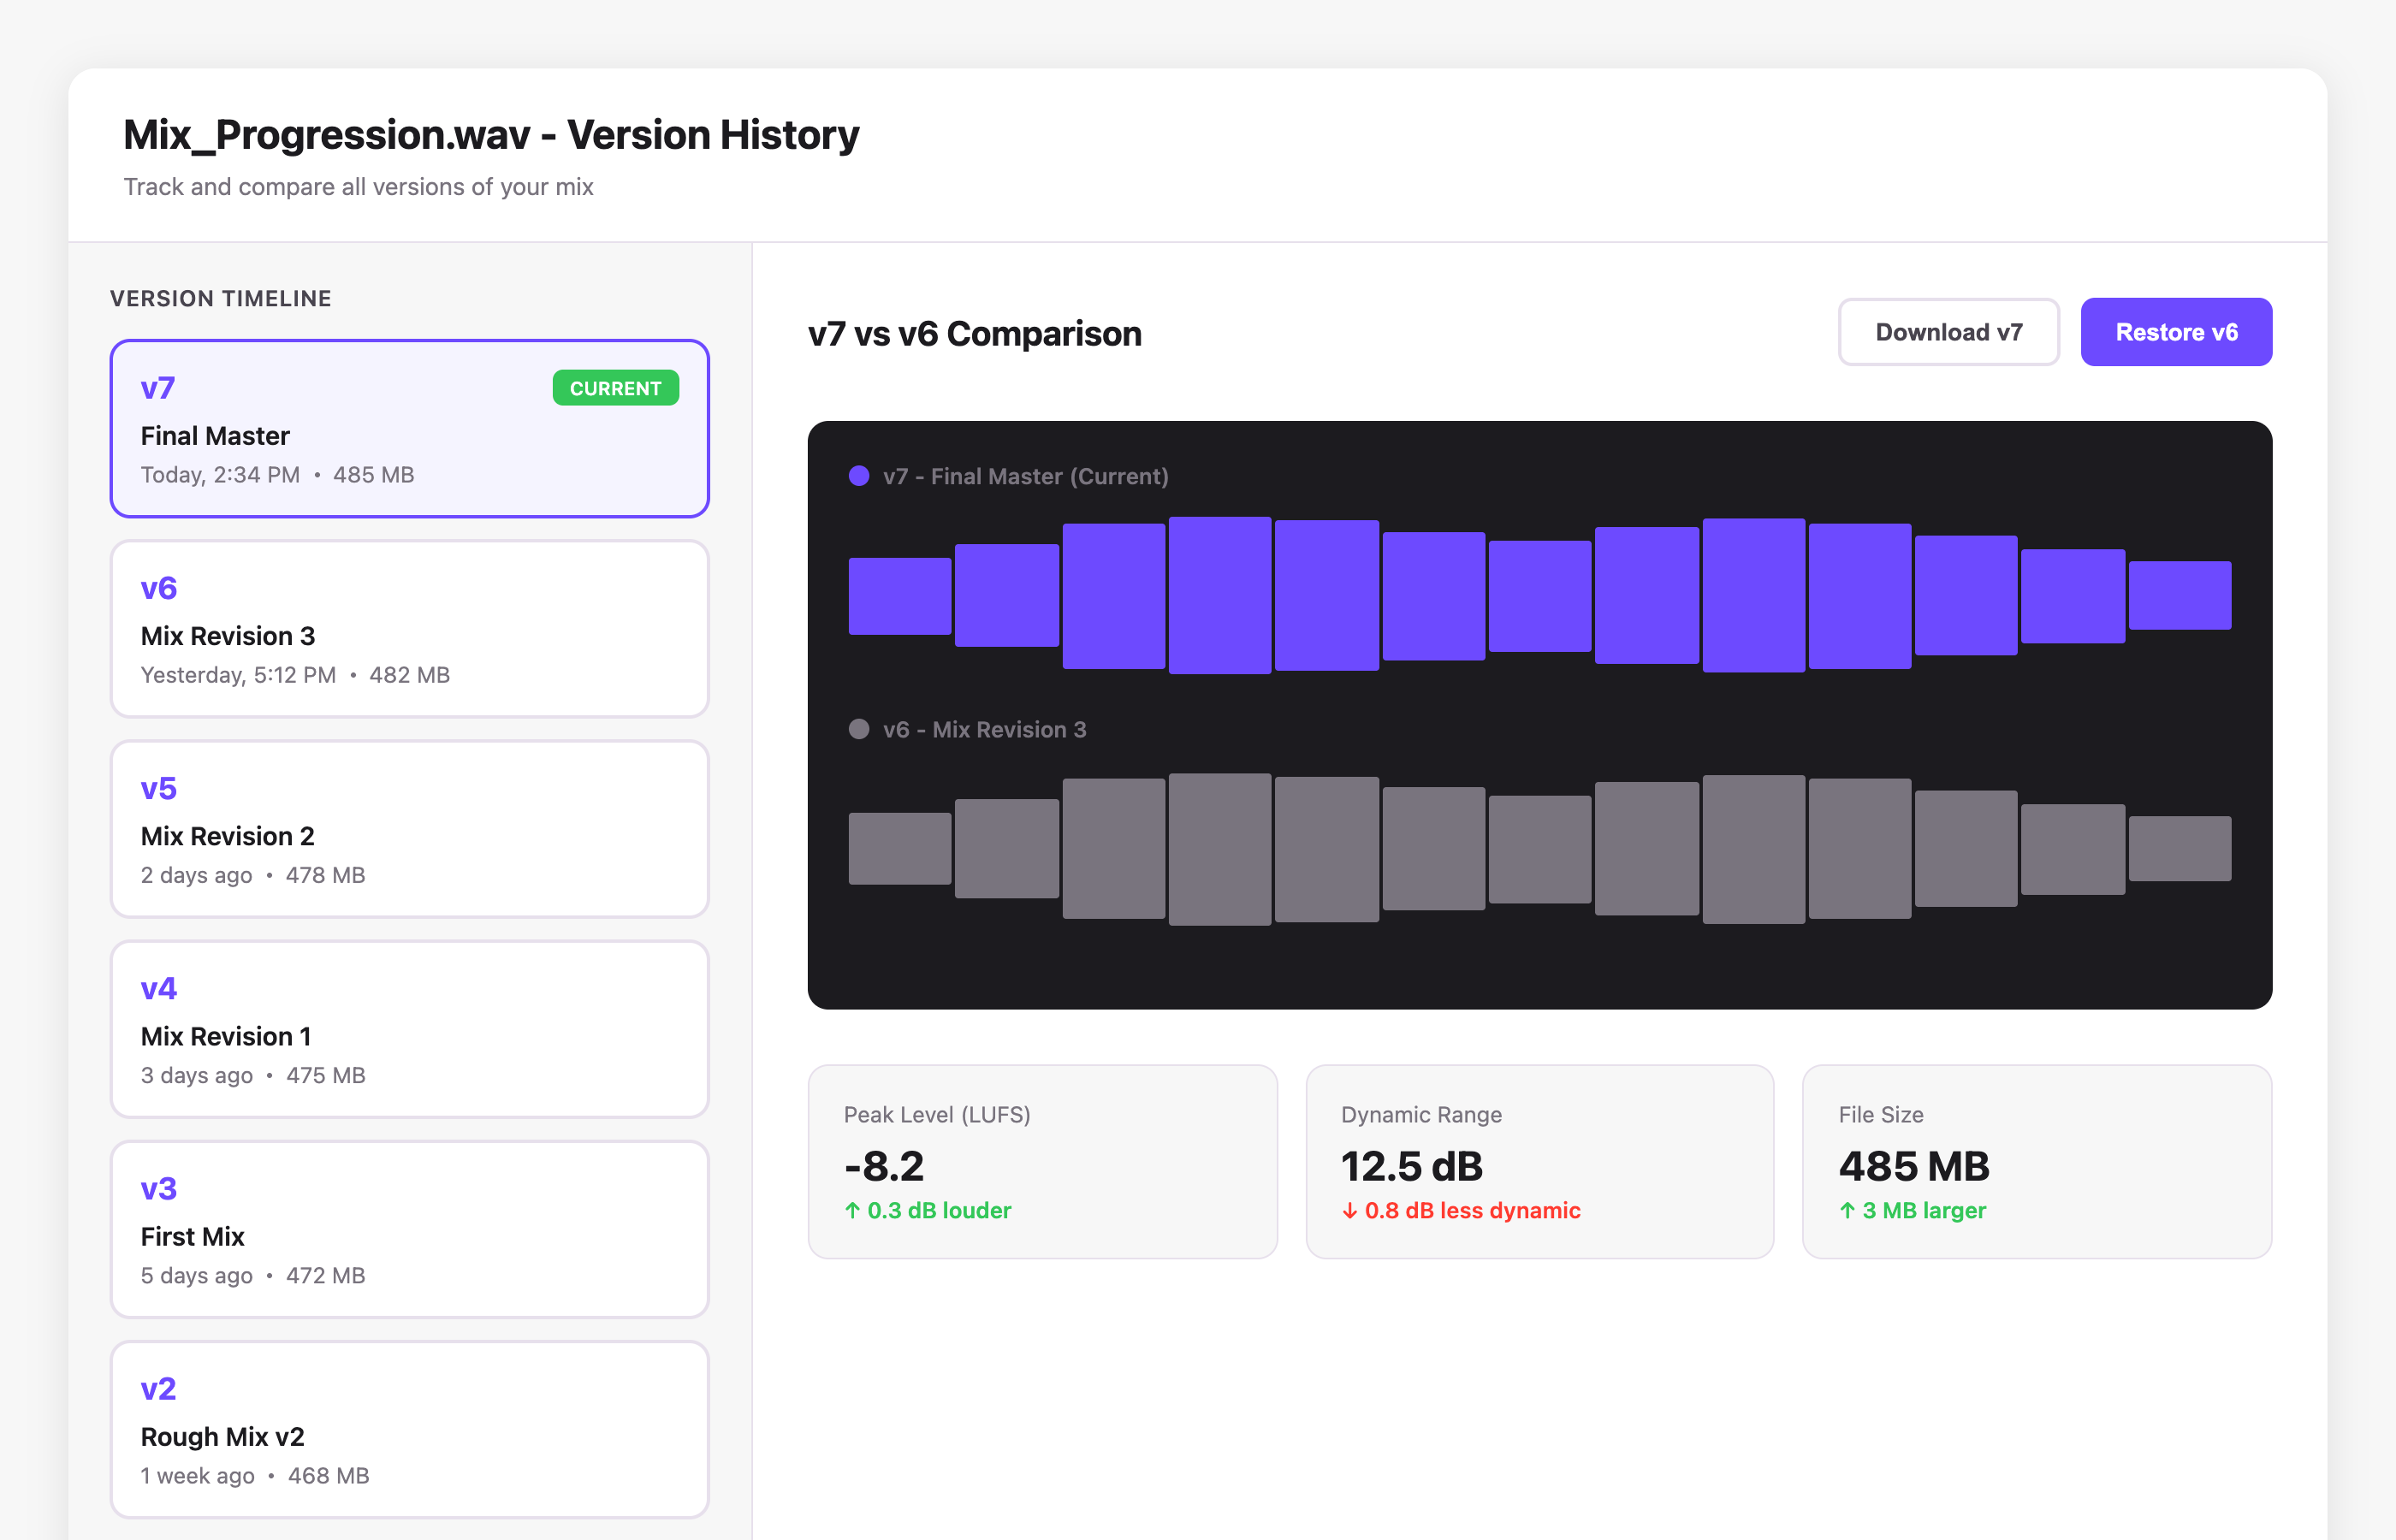 Mix_Progression.wav - Version History
Track and compare all versions of your mix
VERSION TIMELINE
v7
CURRENT
Final Master
Today, 2:34 PM • 485 MB
v6
Mix Revision 3
Yesterday, 5:12 PM • 482 MB
v5
Mix Revision 2
2 days ago • 478 MB
v4
Mix Revision 1
3 days ago • 475 MB
v3
First Mix
5 days ago • 472 MB
v2
Rough Mix v2
1 week ago • 468 MB
v7 vs v6 Comparison
Download v7
Restore v6
v7 - Final Master (Current)
v6 - Mix Revision 3
Peak Level (LUFS)
-8.2
↑ 0.3 dB louder
Dynamic Range
12.5 dB
↓ 0.8 dB less dynamic
File Size
485 MB
↑ 3 MB larger